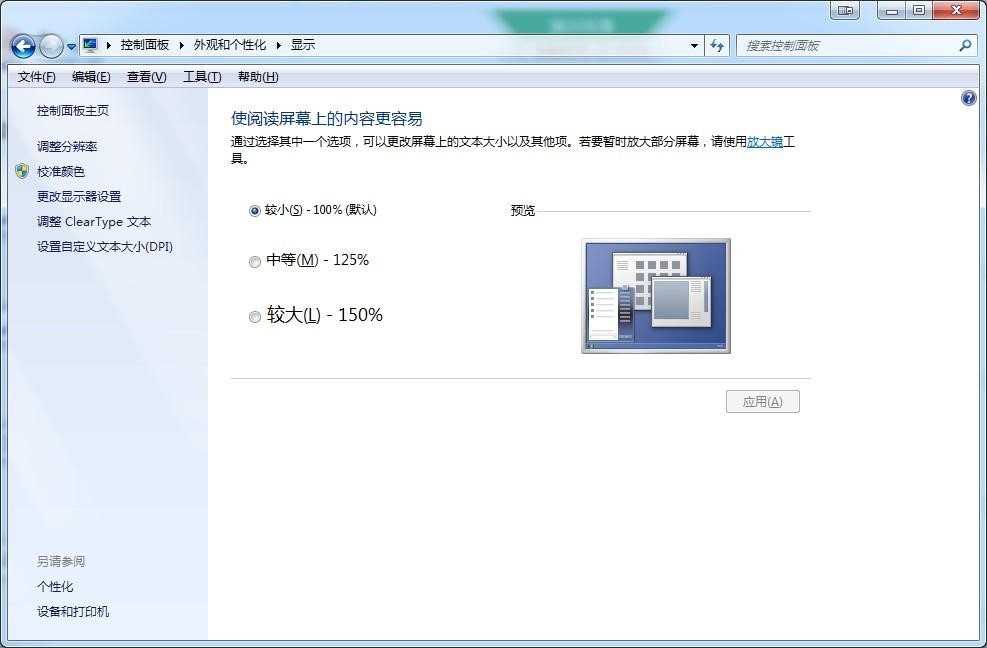 控制面板 外观和个性化 显示
搜索控制面板
文件(F) 编辑(E) 查看(V) 工具(T) 帮助(H)
控制面板主页
调整分辨率
校准颜色
更改显示器设置
调整 ClearType 文本
设置自定义文本大小(DPI)
使阅读屏幕上的内容更容易
通过选择其中一个选项，可以更改屏幕上的文本大小以及其他项。若要暂时放大部分屏幕，请使用放大镜工
具。
较小(S) - 100% (默认)
预览
中等(M) - 125%
较大(L) - 150%
应用(A)
另请参阅
个性化
设备和打印机